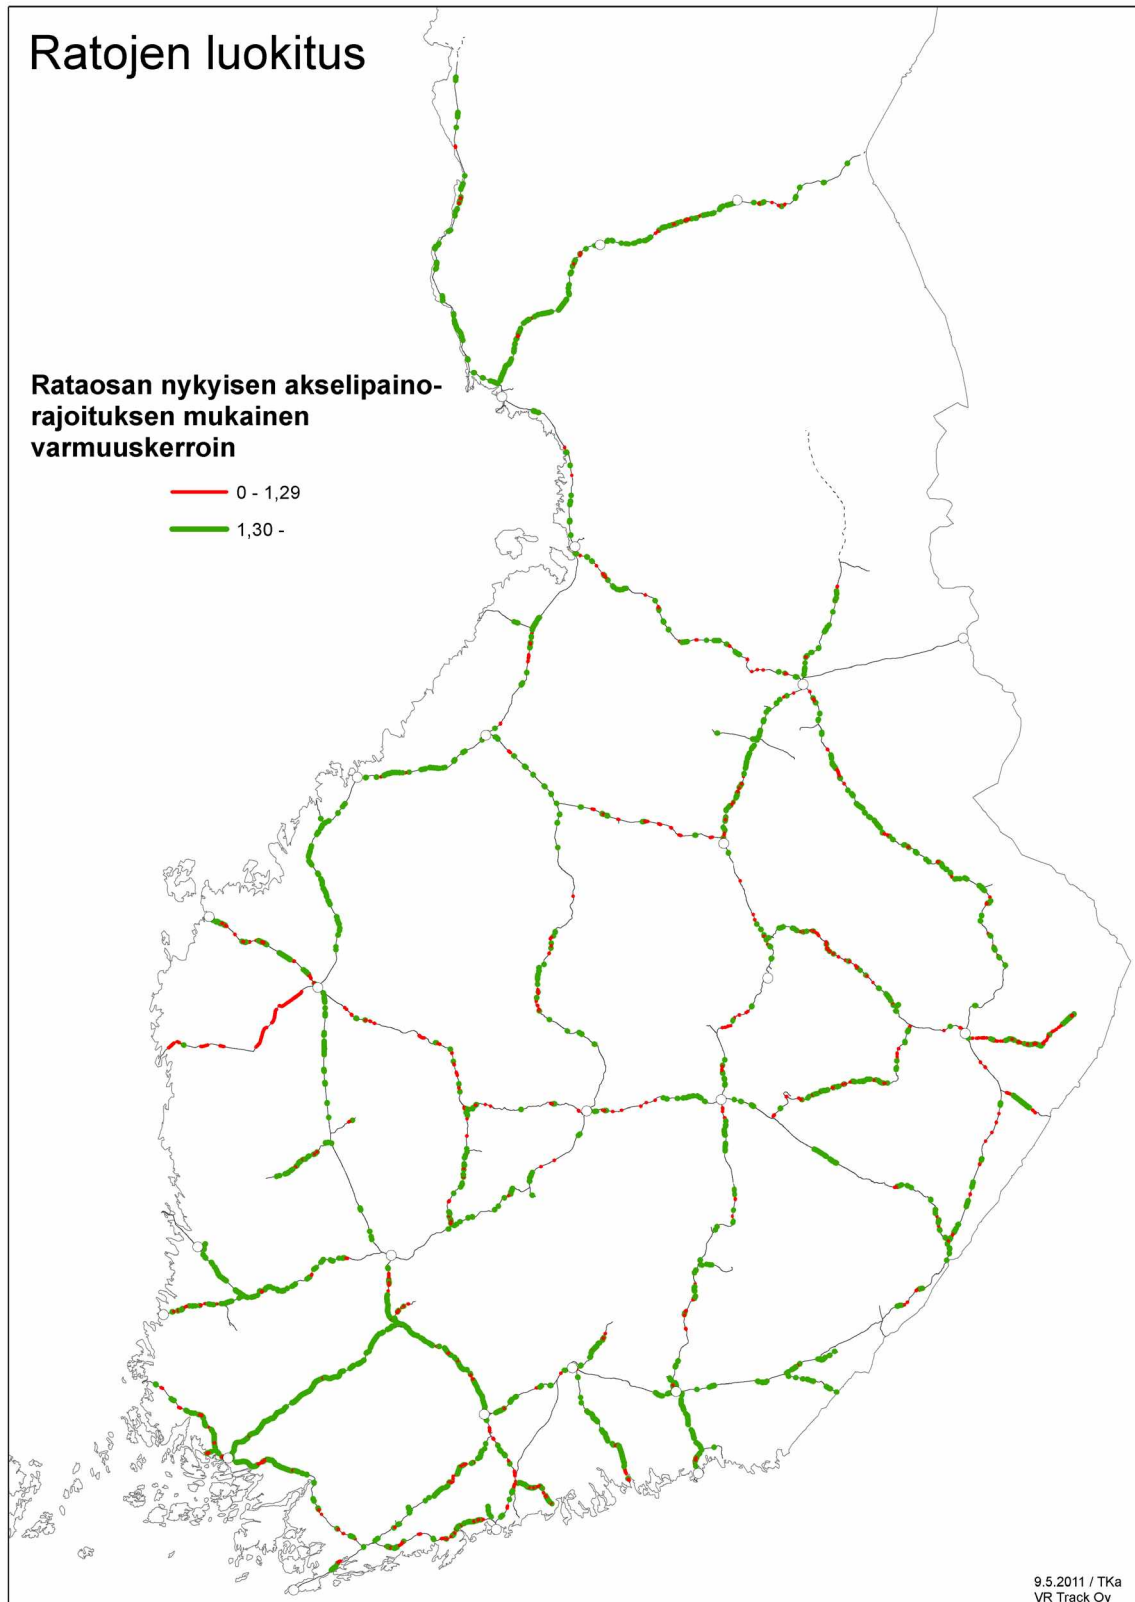 Ratojen luokitus
Rataosan nykyisen akselipaino-
rajoituksen mukainen
varmuuskerroin
0 - 1,29
1,30 -
9.5.2011 / TKa
VR Track Oy